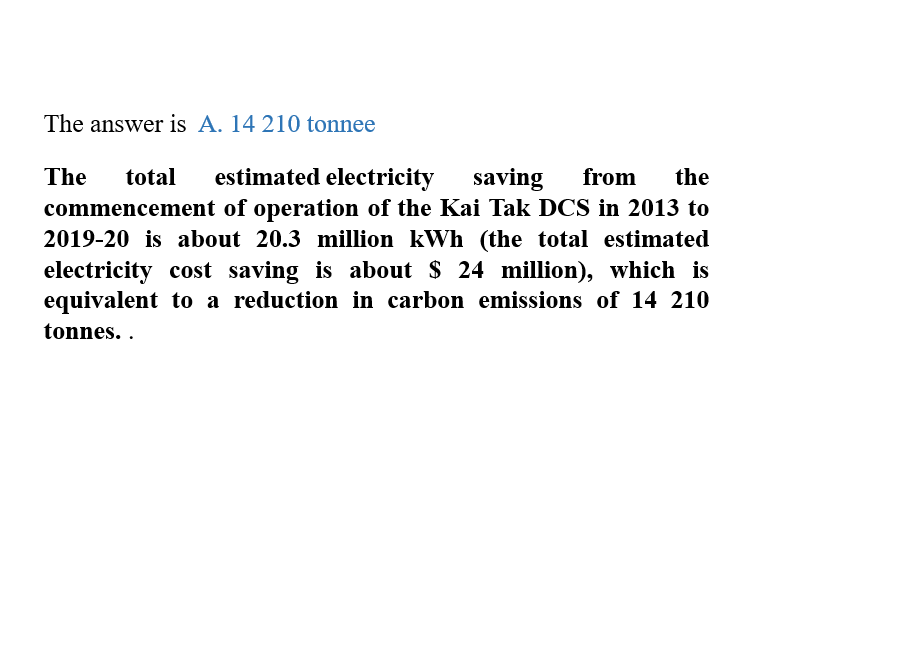 The answer is A. 14 210 tonnee
The total estimated electricity saving from the
commencement of operation of the Kai Tak DCS in 2013 to
2019-20 is about 20.3 million kWh (the total estimated
electricity cost saving is about $ 24 million), which is
equivalent to a reduction in carbon emissions of 14 210
tonnes. .